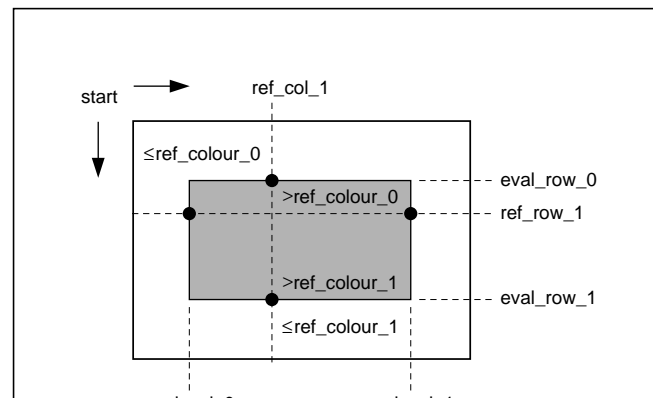 ref_col_1
start
≤ref_colour_0
eval_row_0
>ref_colour_0
ref_row_1
>ref_colour_1
eval_row_1
≤ref_colour_1